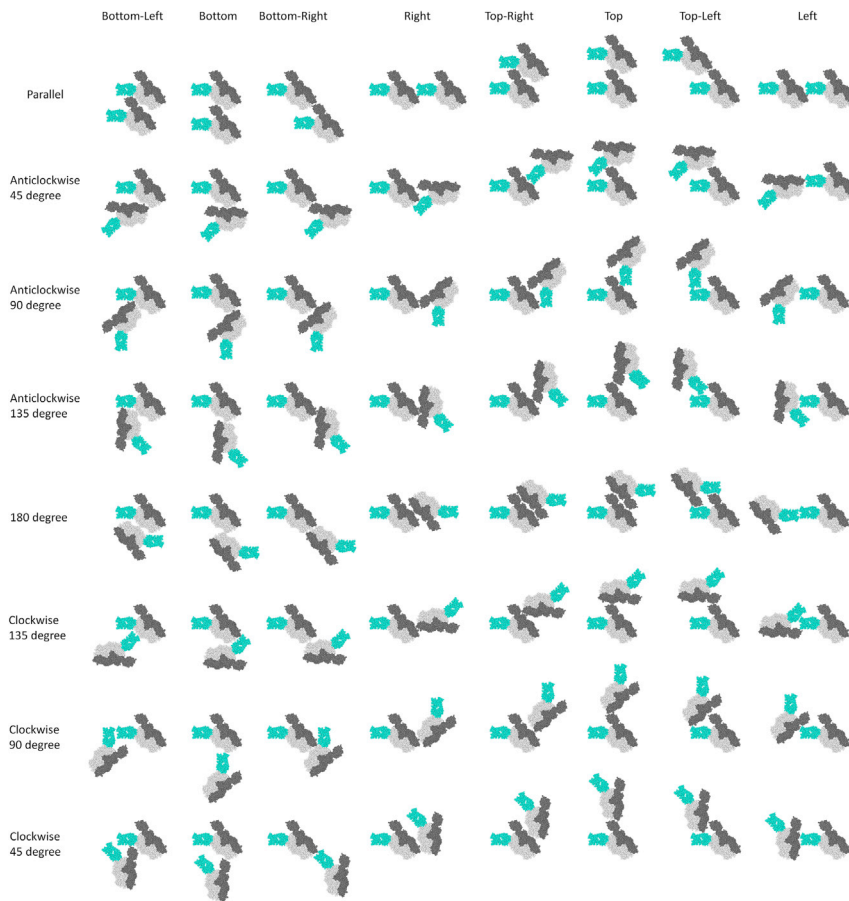 Bottom-Left Bottom Bottom-Right Right Top-Right Top Top-Left Left
Parallel
Anticlockwise
45 degree
Anticlockwise
90 degree
Anticlockwise
135 degree
180 degree
Clockwise
135 degree
Clockwise
90 degree
Clockwise
45 degree